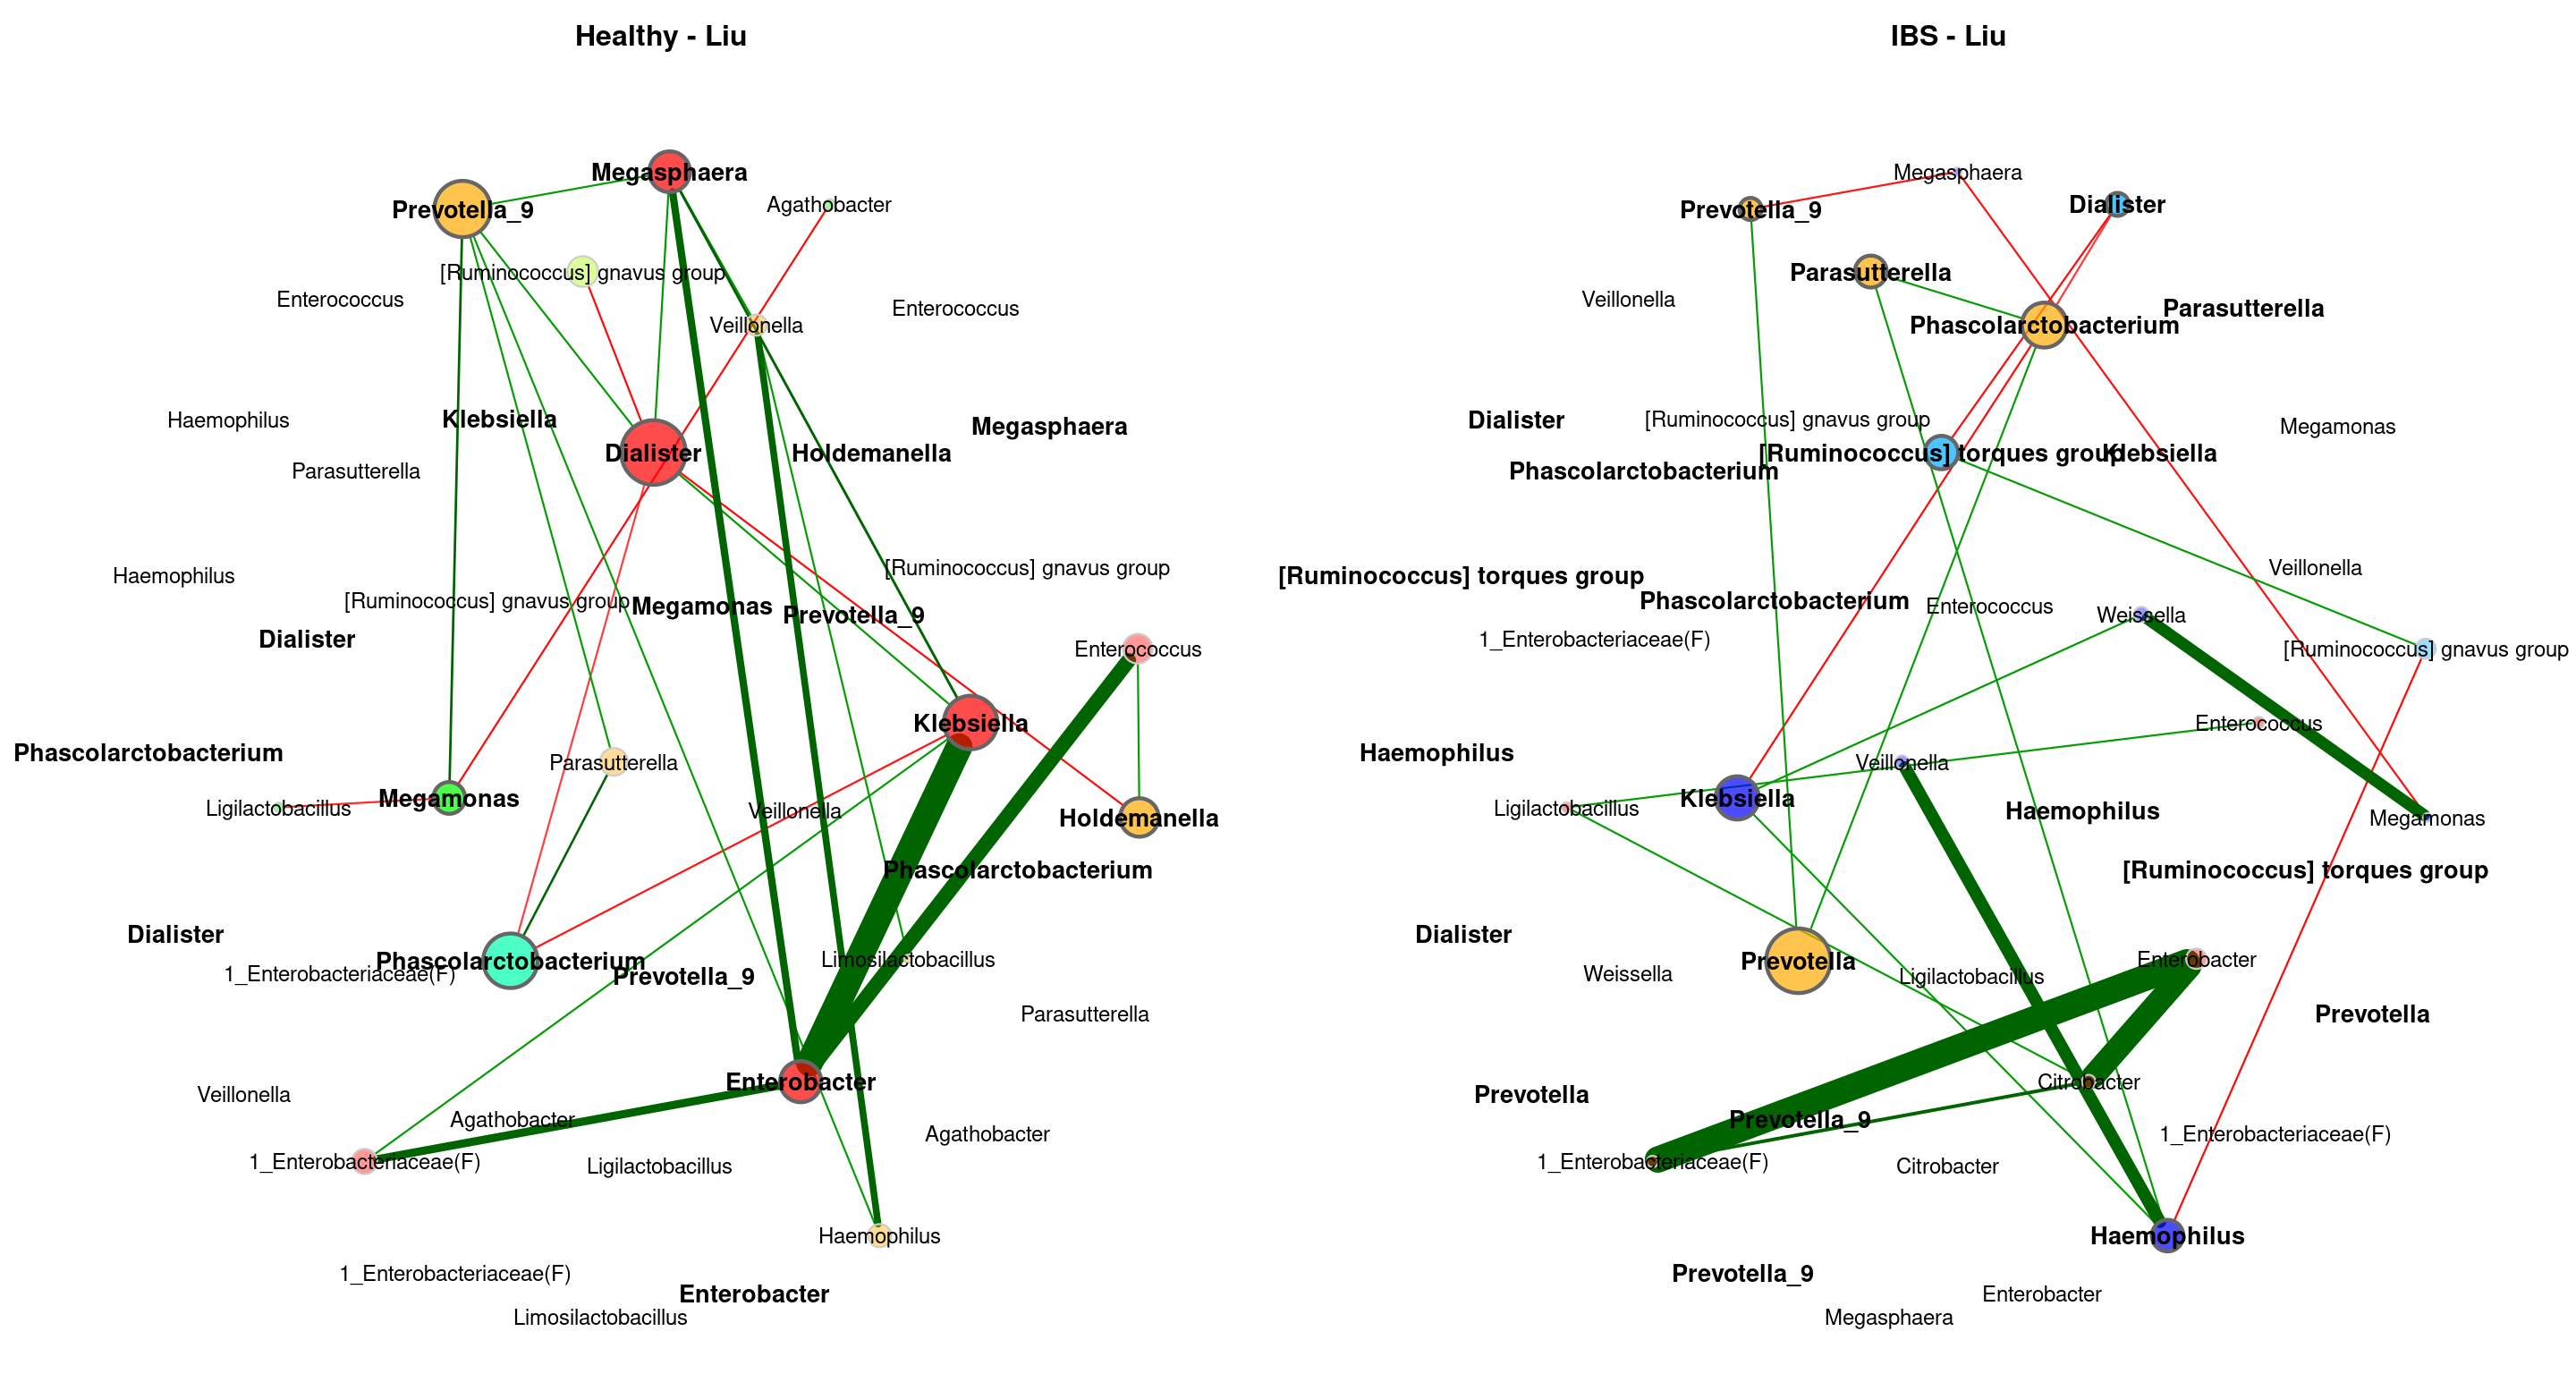 Healthy - Liu
Megasphaera
Agathobacter
Prevotella_9
[Ruminococcus] gnavus group
Enterococcus
Enterococcus
Veillonella
Haemophilus
Klebsiella
Megasphaera
Dialister
Holdemanella
Parasutterella
[Ruminococcus] gnavus group
Haemophilus
[Ruminococcus] gnavus group
Megamonas
Prevotella_9
Dialister
Enterococcus
Klebsiella
Phascolarctobacterium
Parasutterella
Megamonas
Ligilactobacillus
Veillonella
Holdemanella
Phascolarctobacterium
Dialister
Phascolarctobacterium
Limosilactobacillus
1_Enterobacteriaceae(F)
Prevotella_9
Parasutterella
Enterobacter
Veillonella
Agathobacter
Agathobacter
1_Enterobacteriaceae(F)
Ligilactobacillus
Haemophilus
1_Enterobacteriaceae(F)
Enterobacter
Limosilactobacillus
IBS - Liu
Megasphaera
Dialister
Prevotella_9
Parasutterella
Veillonella
Parasutterella
Phascolarctobacterium
Dialister
[Ruminococcus] gnavus group
Megamonas
[Ruminococcus] torques group
Klebsiella
Phascolarctobacterium
Veillonella
[Ruminococcus] torques group
Phascolarctobacterium
Enterococcus
Weissella
1_Enterobacteriaceae(F)
[Ruminococcus] gnavus group
Enterococcus
Haemophilus
Veillonella
Klebsiella
Ligilactobacillus
Haemophilus
Megamonas
[Ruminococcus] torques group
Dialister
Prevotella
Enterobacter
Weissella
Ligilactobacillus
Prevotella
Citrobacter
Prevotella
Prevotella_9
1_Enterobacteriaceae(F)
1_Enterobacteriaceae(F)
Citrobacter
Haemophilus
Prevotella_9
Enterobacter
Megasphaera